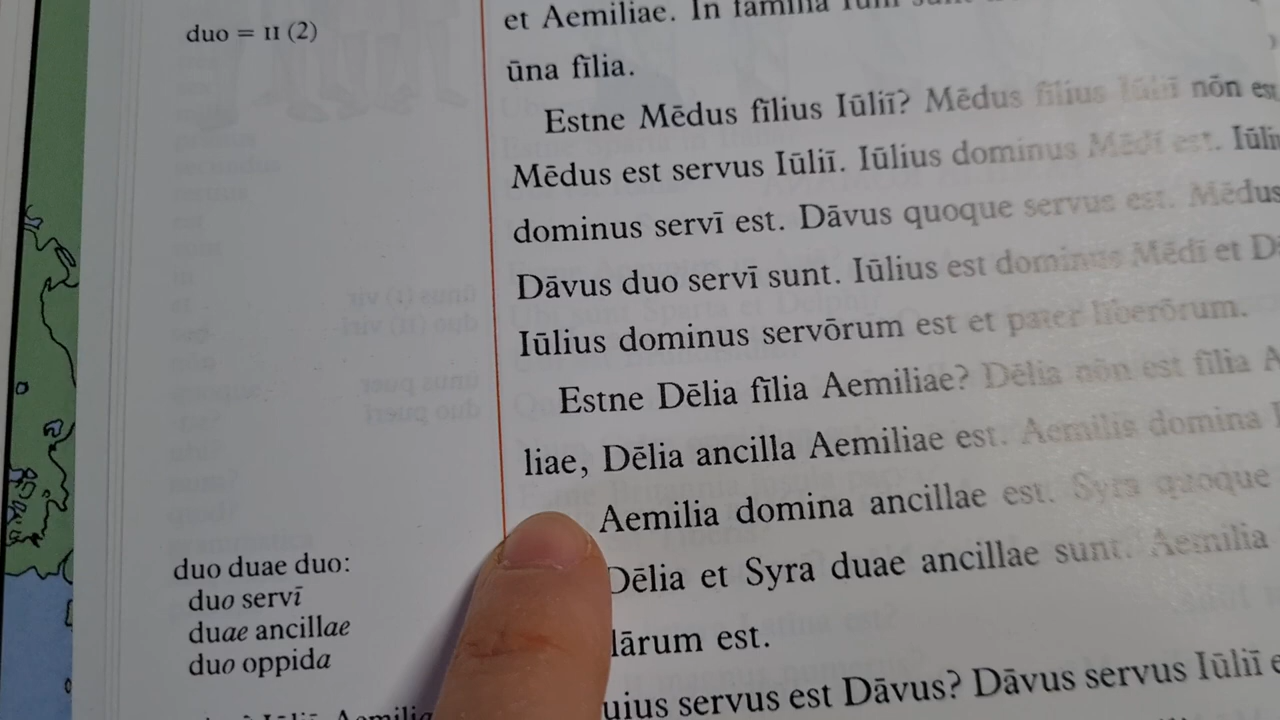 duo = II (2)
et Aemiliae. In
ūna fīlia.
Estne Mēdus fīlius Iūliī? Mēdus fīlius Iūliī nōn
Mēdus est servus Iūliī. Iūlius dominus Mēdī est.
dominus servī est. Dāvus quoque servus est. Mēdus
Dāvus duo servī sunt. Iūlius est dominus Mēdī et
Iūlius dominus servōrum est et pater līberōrum.
Estne Dēlia fīlia Aemiliae? Dēlia nōn est fīlia
liae, Dēlia ancilla Aemiliae est. Aemilis domina
Aemilia domina ancillae est. Syra quoque
Dēlia et Syra duae ancillae sunt. Aemilia
lārum est.
servus est Dāvus? Dāvus servus Iūliī
duo duae duo:
duo servī
duae ancillae
duo oppida